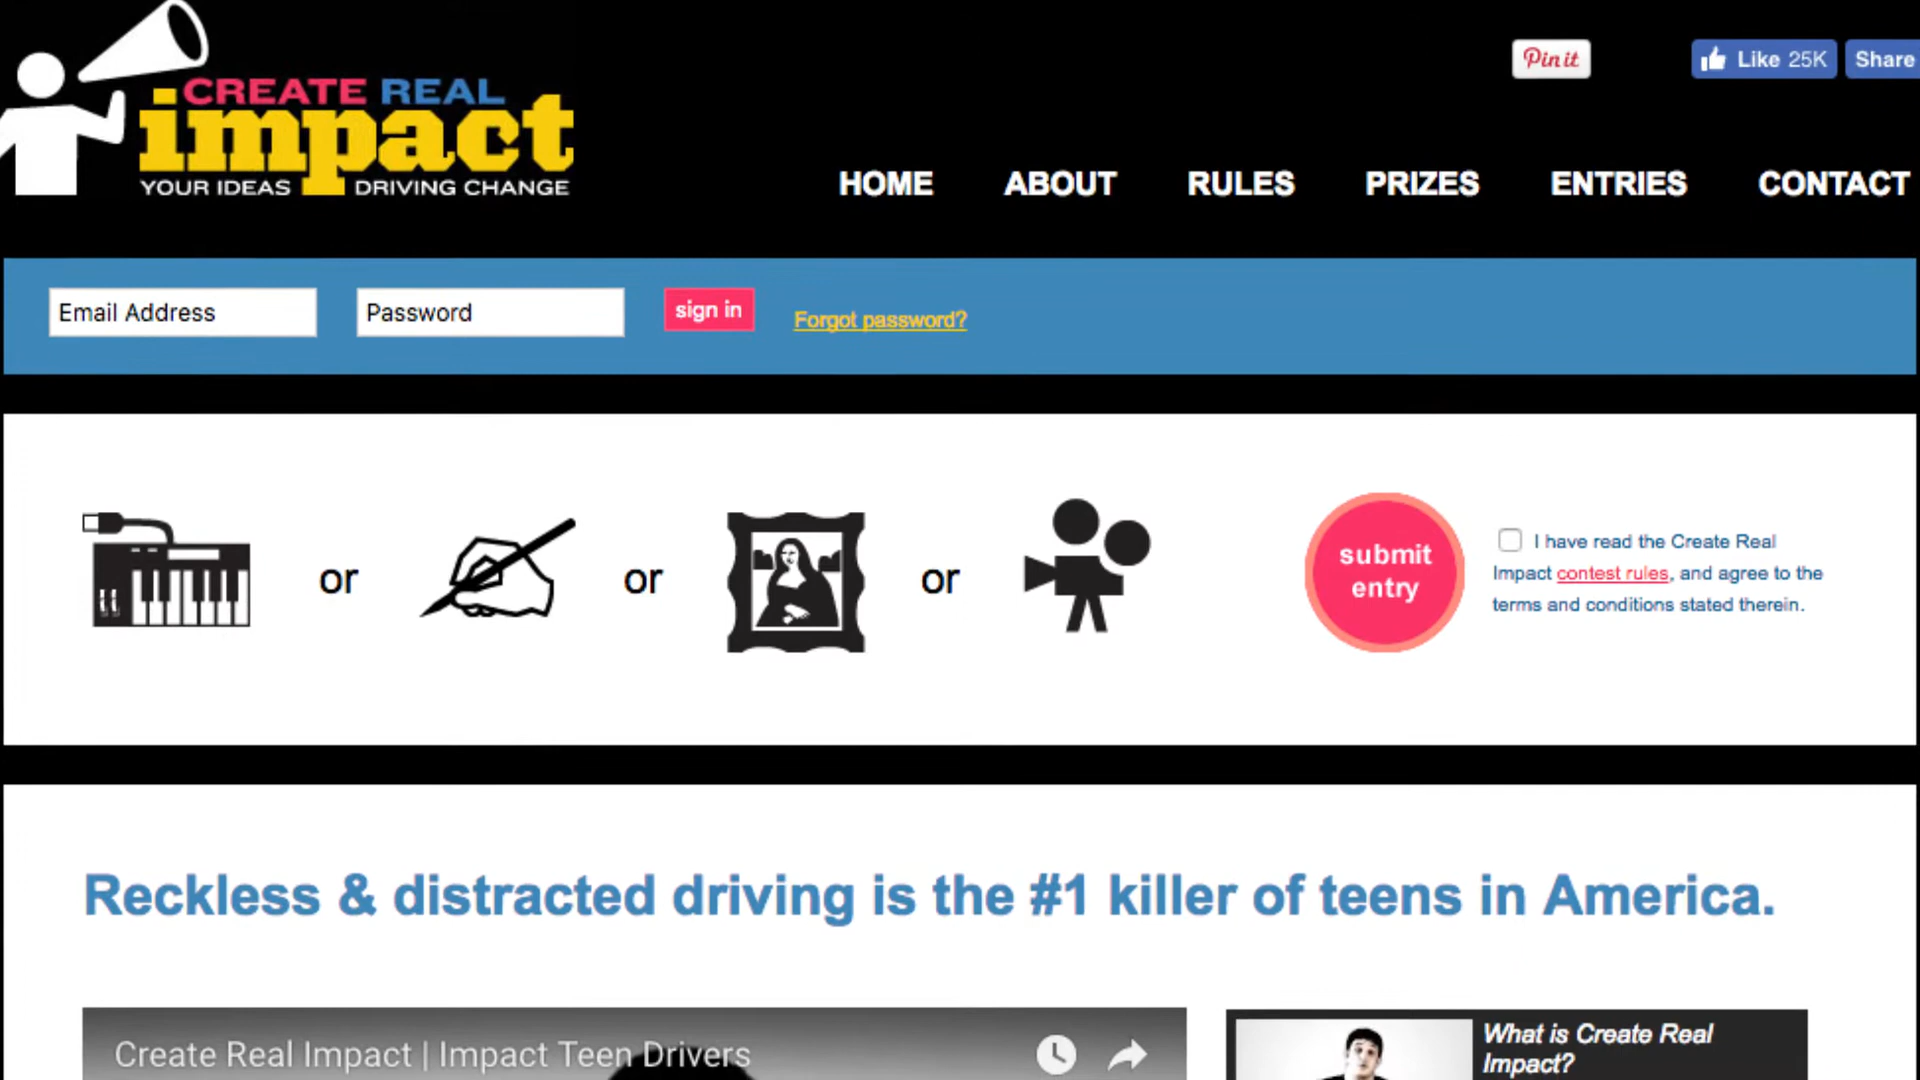 CREATE REAL
impact
YOUR IDEAS DRIVING CHANGE
Pin it
Like 25K
Share
HOME ABOUT RULES PRIZES ENTRIES CONTACT
Email Address
Password
sign in
Forgot password?
or
or
or
submit
entry
I have read the Create Real
Impact contest rules, and agree to the
terms and conditions stated therein.
Reckless & distracted driving is the #1 killer of teens in America.
Create Real Impact | Impact Teen Drivers
What is Create Real
Impact?